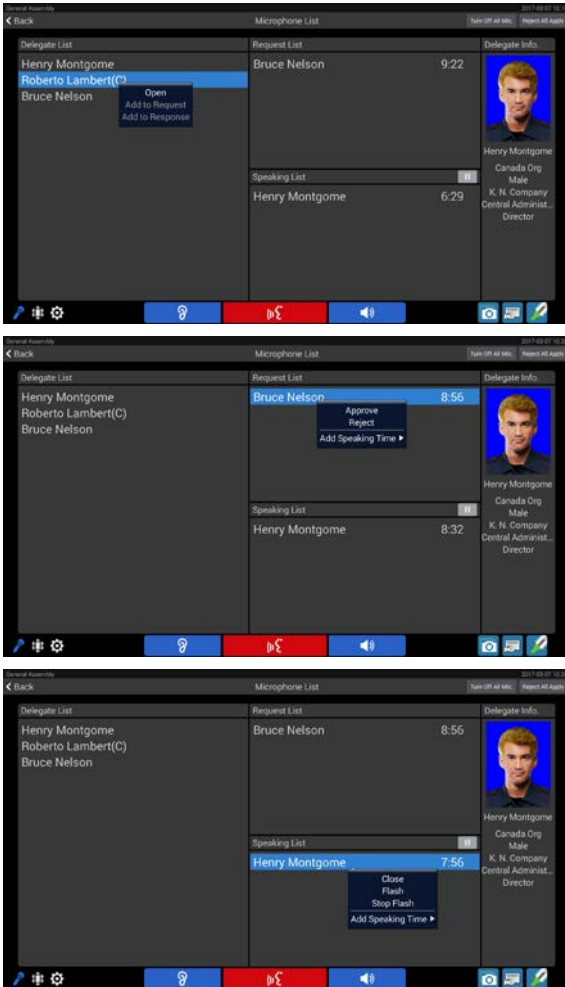 General Assembly
Back
Microphone List
Turn Off All Mic.
Reject All Apply
Delegate List
Request List
Delegate Info.
Henry Montgome
Roberto Lambert(C)
Bruce Nelson
Open
Add to Request
Add to Response
Bruce Nelson 9:22
Speaking List
Henry Montgome 6:29
Henry Montgome
Canada Org
Male
K. N. Company
Central Administ...
Director
General Assembly
Back
Microphone List
Turn Off All Mic.
Reject All Apply
Delegate List
Request List
Delegate Info.
Henry Montgome
Roberto Lambert(C)
Bruce Nelson
Bruce Nelson 8:56
Approve
Reject
Add Speaking Time
Speaking List
Henry Montgome 8:32
Henry Montgome
Canada Org
Male
K. N. Company
Central Administ...
Director
General Assembly
Back
Microphone List
Turn Off All Mic.
Reject All Apply
Delegate List
Request List
Delegate Info.
Henry Montgome
Roberto Lambert(C)
Bruce Nelson
Bruce Nelson 8:56
Speaking List
Henry Montgome 7:56
Close
Flash
Stop Flash
Add Speaking Time
Henry Montgome
Canada Org
Male
K. N. Company
Central Administ...
Director